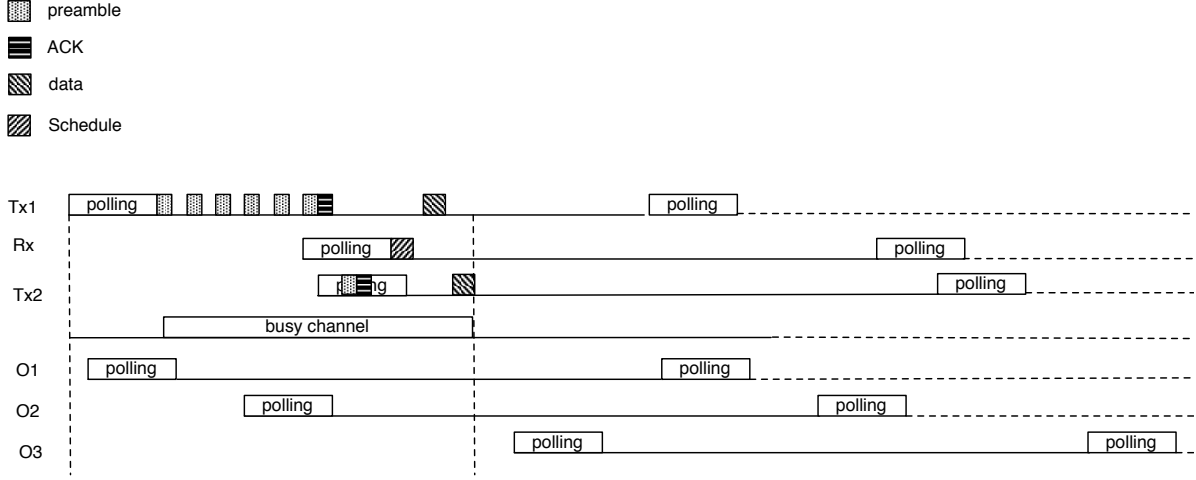 preamble
ACK
data
Schedule
Tx1 polling polling
Rx polling polling
Tx2 polling polling
busy channel
O1 polling polling
O2 polling polling
O3 polling polling